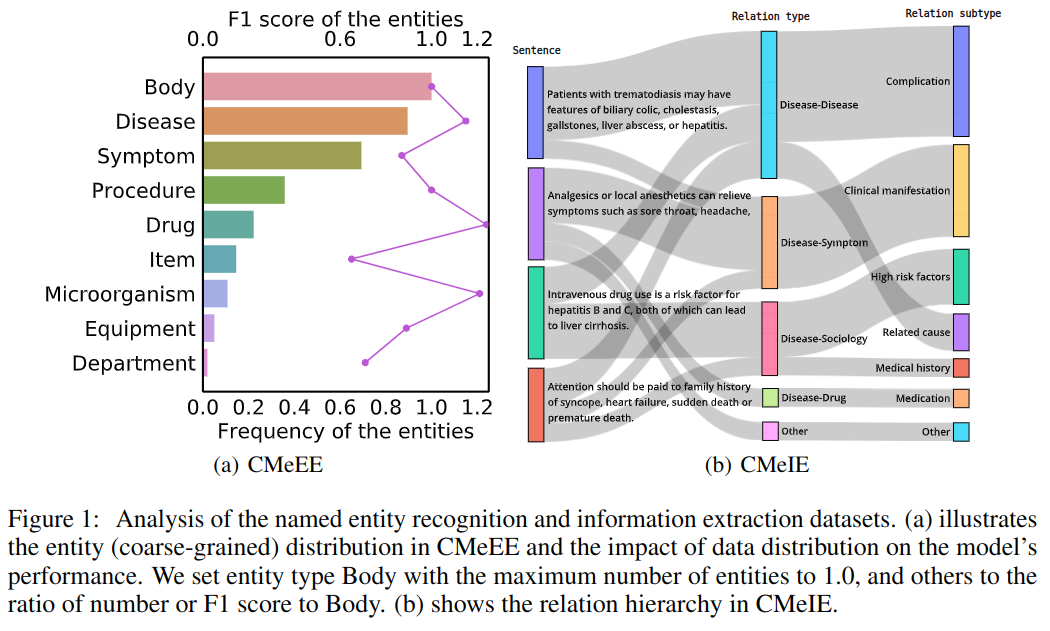 F1 score of the entities
0.0 0.6 1.0 1.2
Body
Disease
Symptom
Procedure
Drug
Item
Microorganism
Equipment
Department
0.0 0.2 0.4 0.6 0.8 1.0 1.2
Frequency of the entities
(a) CMeEE
Sentence
Relation type
Relation subtype
Patients with trematodiasis may have
features of biliary colic, cholestasis,
gallstones, liver abscess, or hepatitis.
Analgesics or local anesthetics can relieve
symptoms such as sore throat, headache,
Intravenous drug use is a risk factor for
hepatitis B and C, both of which can lead
to liver cirrhosis.
Attention should be paid to family history
of syncope, heart failure, sudden death or
premature death.
Disease-Disease
Disease-Symptom
Disease-Sociology
Disease-Drug
Other
Complication
Clinical manifestation
High risk factors
Related cause
Medical history
Medication
Other
(b) CMeIE
Figure 1: Analysis of the named entity recognition and information extraction datasets. (a) illustrates
the entity (coarse-grained) distribution in CMeEE and the impact of data distribution on the model's
performance. We set entity type Body with the maximum number of entities to 1.0, and others to the
ratio of number or F1 score to Body. (b) shows the relation hierarchy in CMeIE.